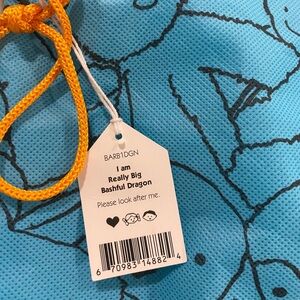 BARB1DGN
I am
Really Big
Bashful Dragon
Please look after me.
6 70983 14882 4